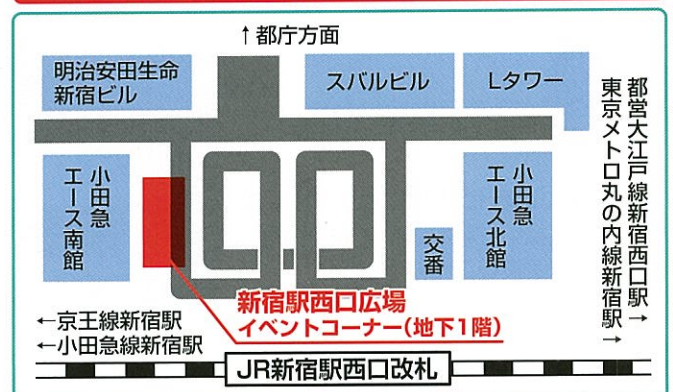 ↑都庁方面
明治安田生命
新宿ビル
スバルビル
Lタワー
都営大江戸線新宿西口駅→
東京メトロ丸の内線新宿駅→
小田急
エース南館
小田急
エース北館
交番
新宿駅西口広場
イベントコーナー(地下1階)
←京王線新宿駅
←小田急線新宿駅
JR新宿駅西口改札